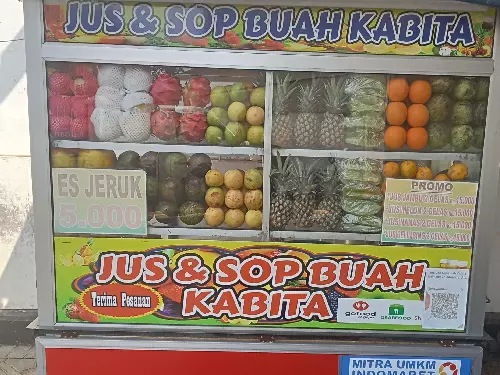 JUS & SOP BUAH KABITA
ES JERUK
5.000
PROMO
JUS & SOP BUAH
KABITA
Terima Pesanan
gofood
GRABFOOD
MITRA UMKM
INDOMARET